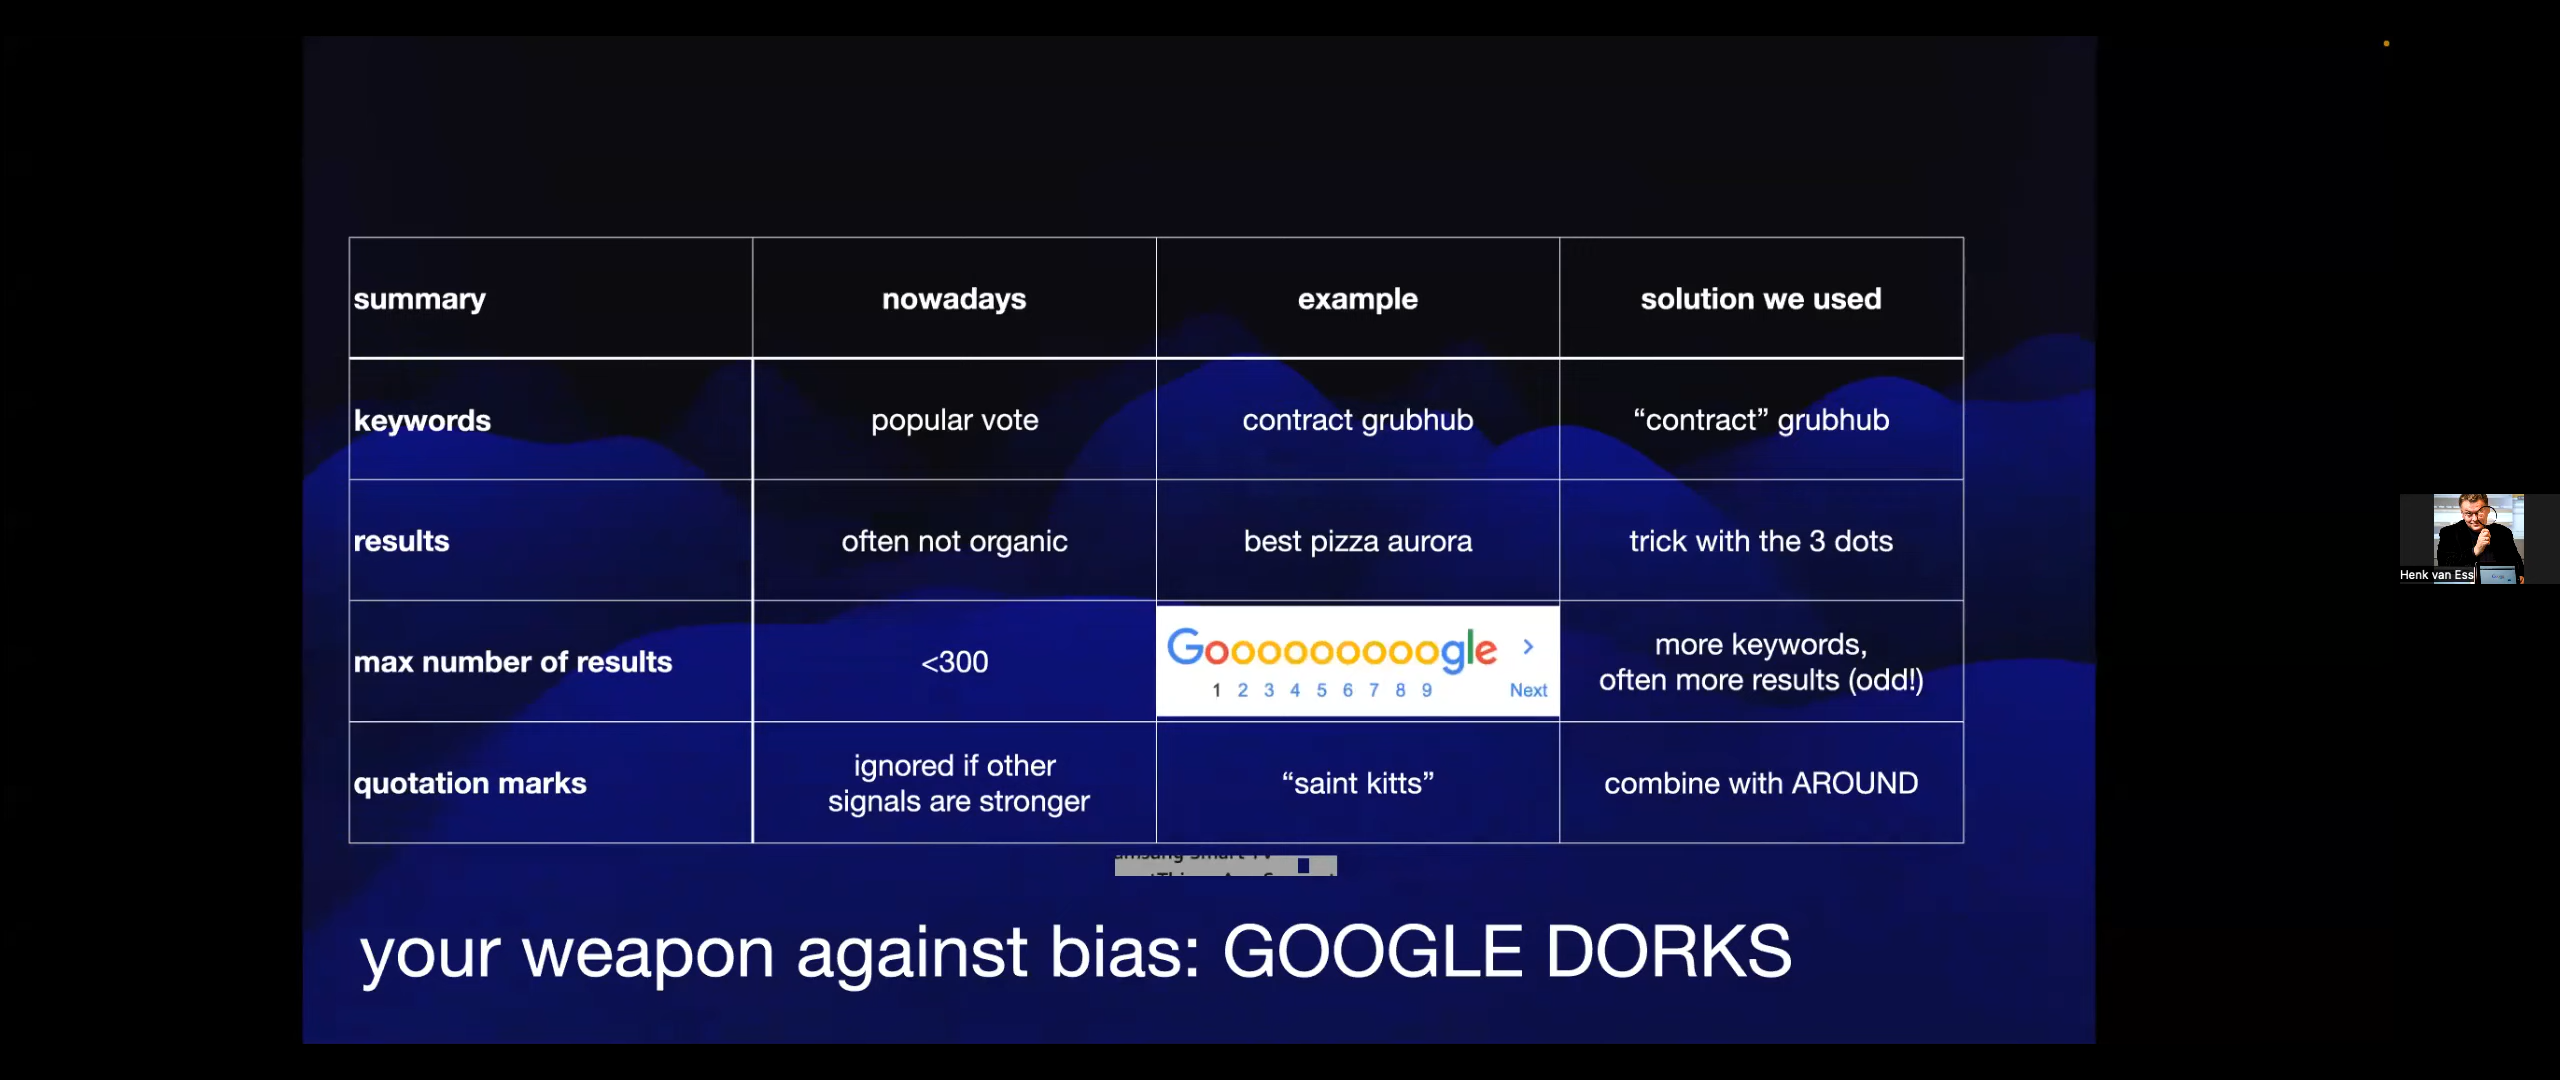 summary nowadays example solution we used
keywords popular vote contract grubhub “contract” grubhub
results often not organic best pizza aurora trick with the 3 dots
max number of results <300
Goooooooooogle >
1 2 3 4 5 6 7 8 9 Next
more keywords,
often more results (odd!)
quotation marks
ignored if other
signals are stronger
“saint kitts” combine with AROUND
your weapon against bias: GOOGLE DORKS
Henk van Ess